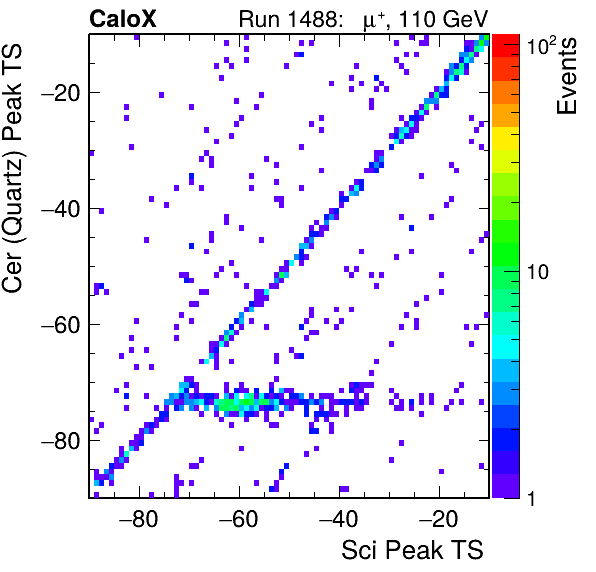 CaloX Run 1488: μ⁺, 110 GeV
Cer (Quartz) Peak TS
−20
−40
−60
−80
−80 −60 −40 −20
Sci Peak TS
10²
10
1
Events